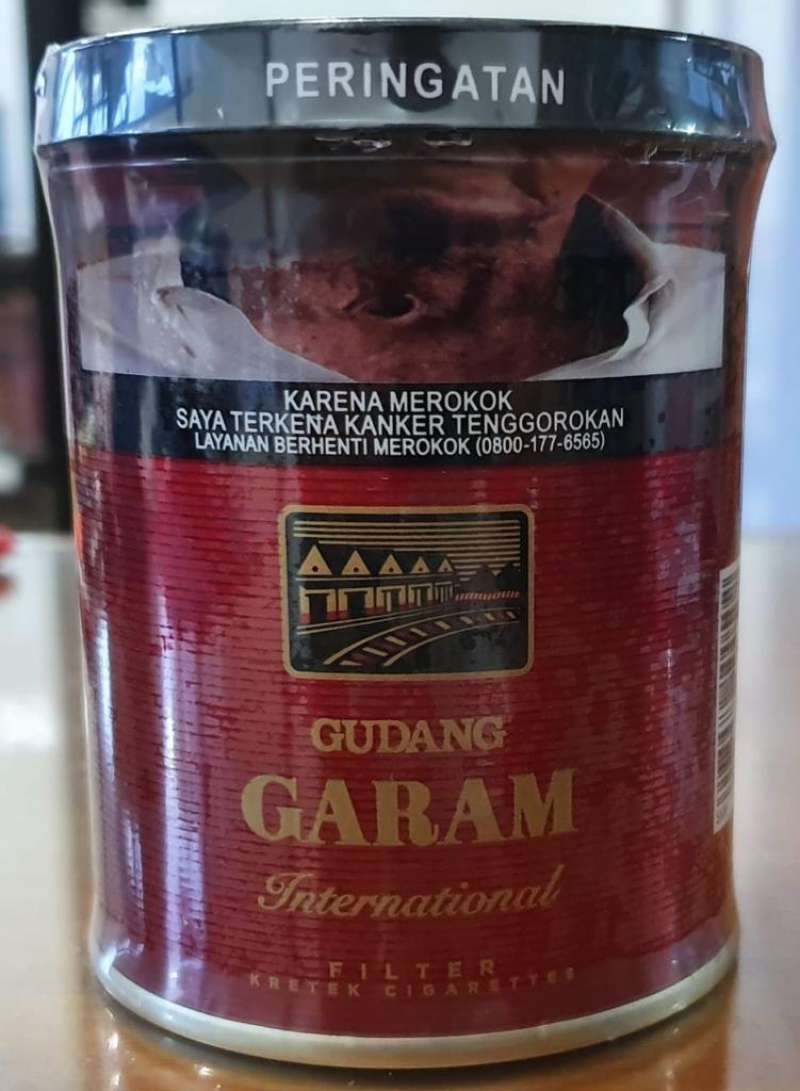 PERINGATAN
KARENA MEROKOK
SAYA TERKENA KANKER TENGGOROKAN
LAYANAN BERHENTI MEROKOK (0800-177-6565)
GUDANG
GARAM
International
FILTER
KRETEK CIGARETTES